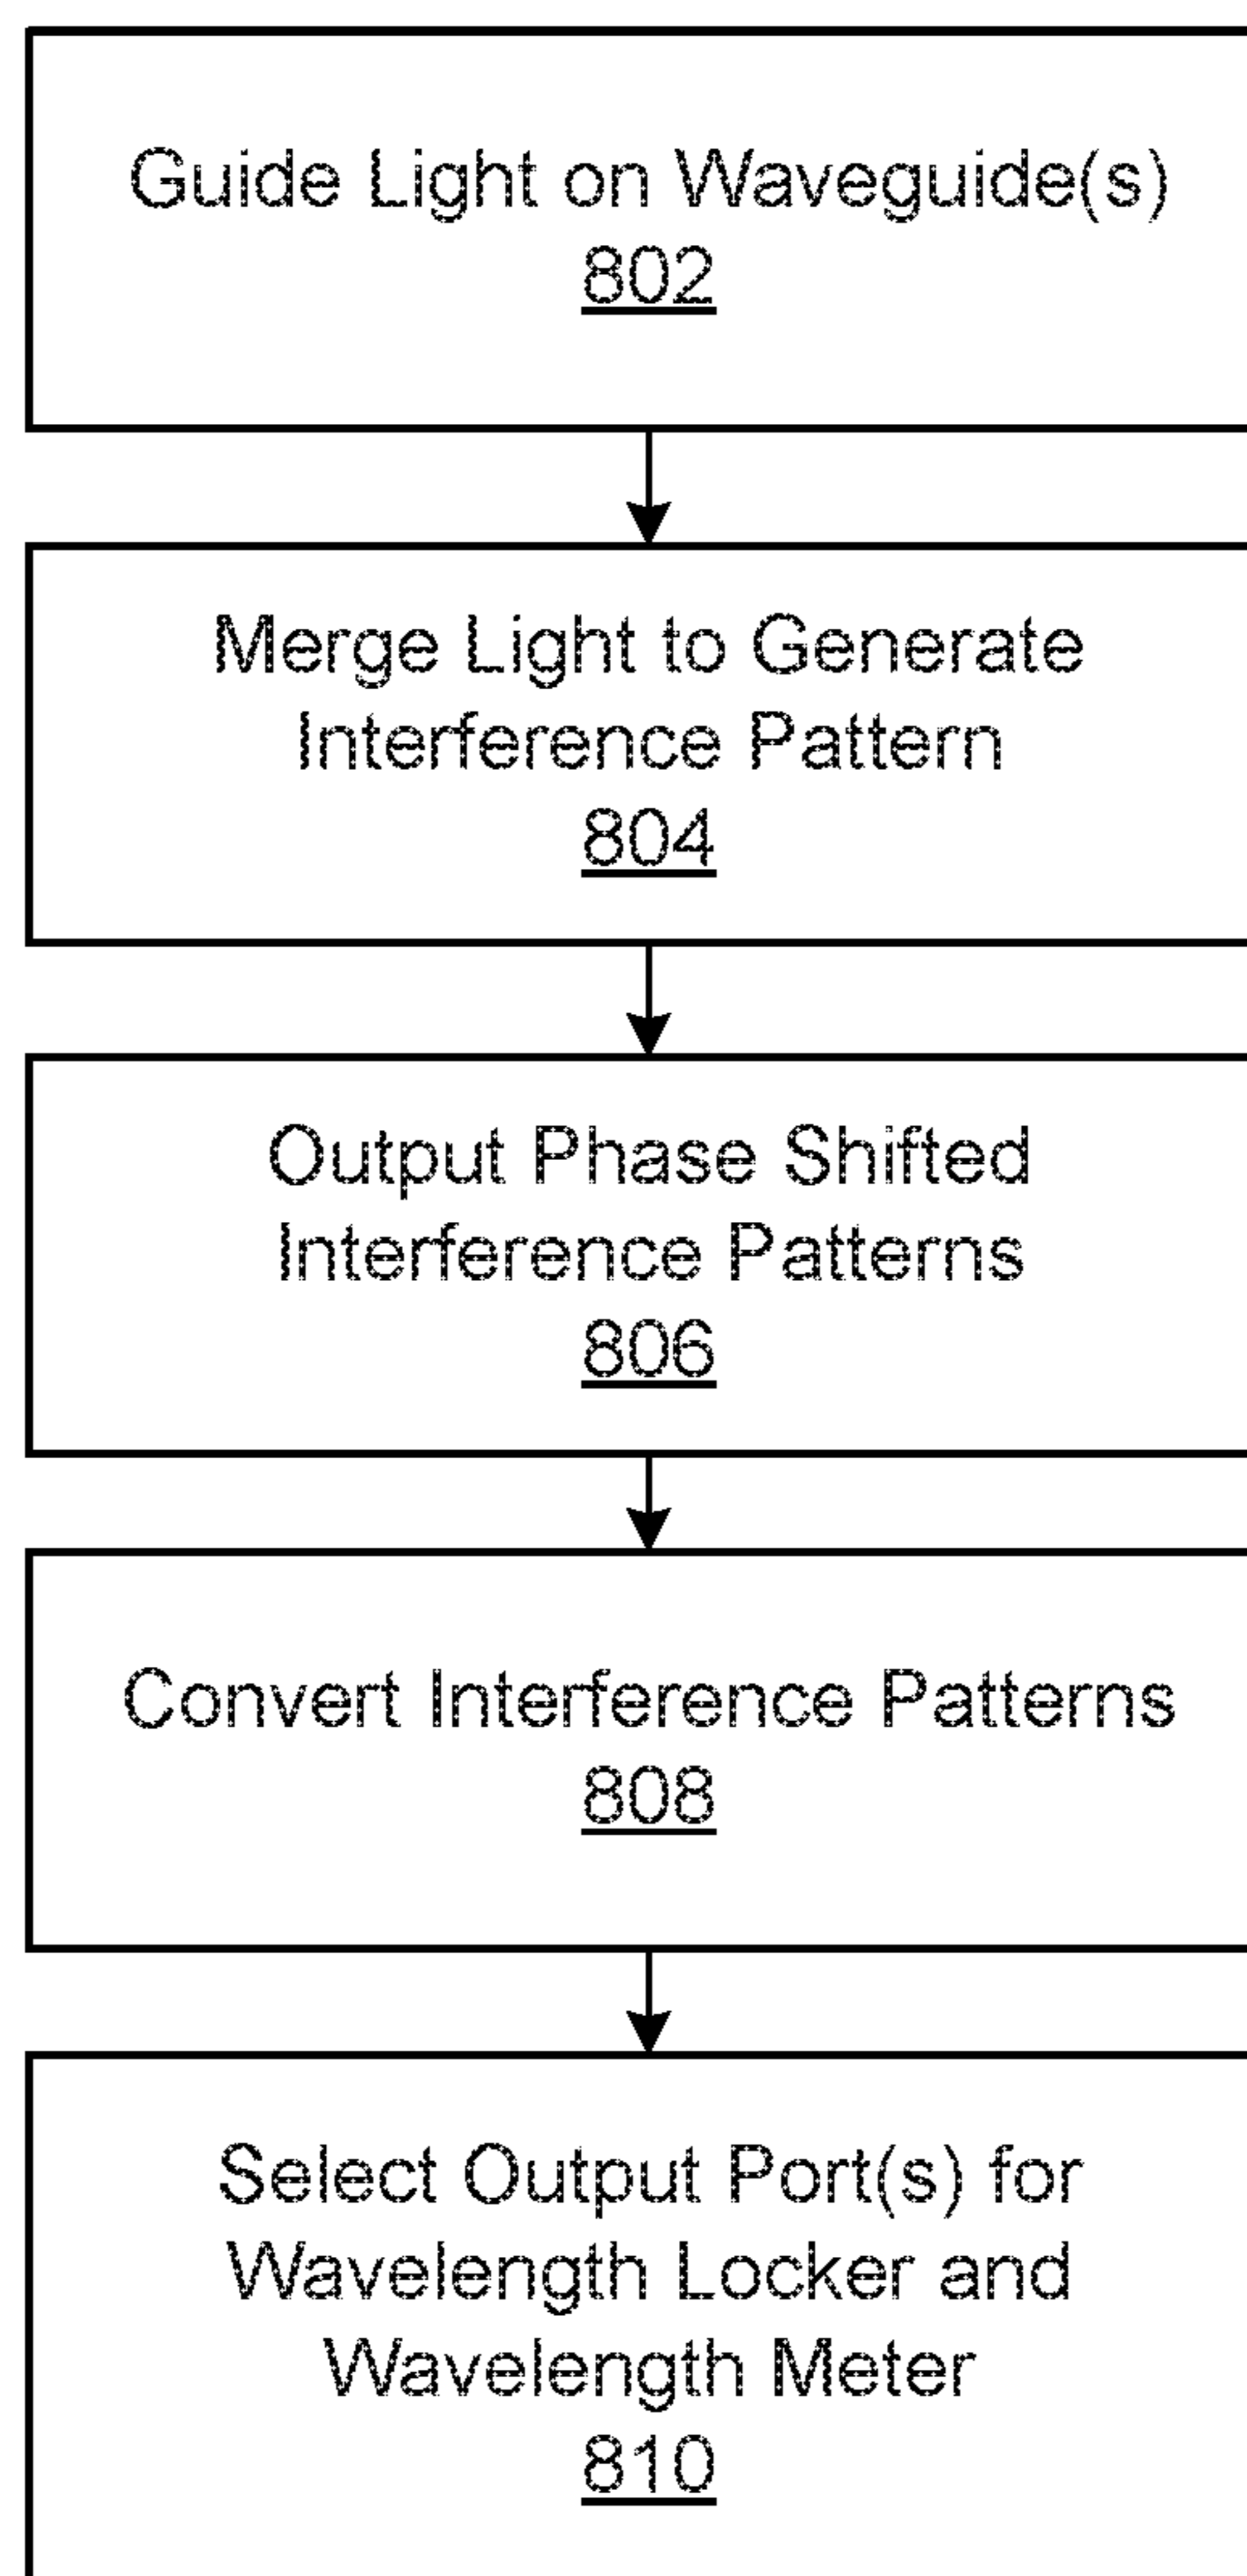 Guide Light on Waveguide(s)
802
Merge Light to Generate
Interference Pattern
804
Output Phase Shifted
Interference Patterns
806
Convert Interference Patterns
808
Select Output Port(s) for
Wavelength Locker and
Wavelength Meter
810